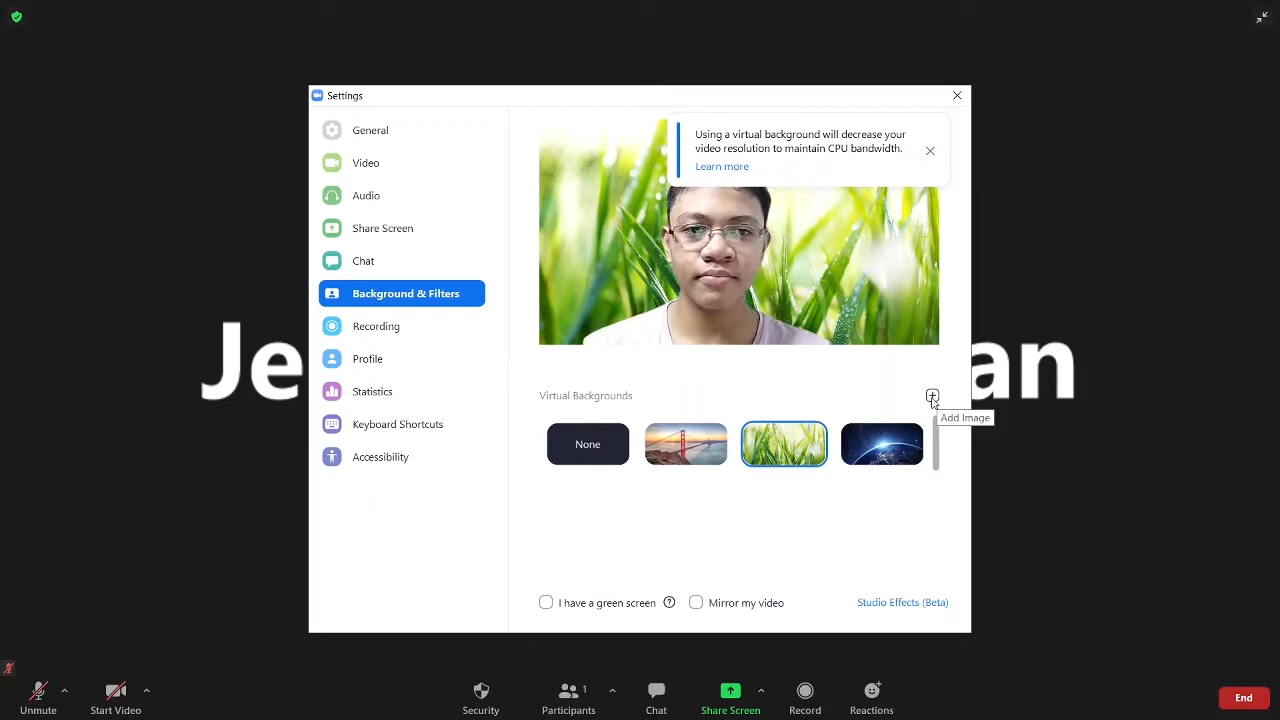 Settings
General
Video
Audio
Share Screen
Chat
Background & Filters
Recording
Profile
Statistics
Keyboard Shortcuts
Accessibility
Using a virtual background will decrease your
video resolution to maintain CPU bandwidth.
Learn more
Je
an
Virtual Backgrounds
Add Image
None
I have a green screen
Mirror my video
Studio Effects (Beta)
Unmute
Start Video
Security
Participants
1
Chat
Share Screen
Record
Reactions
End